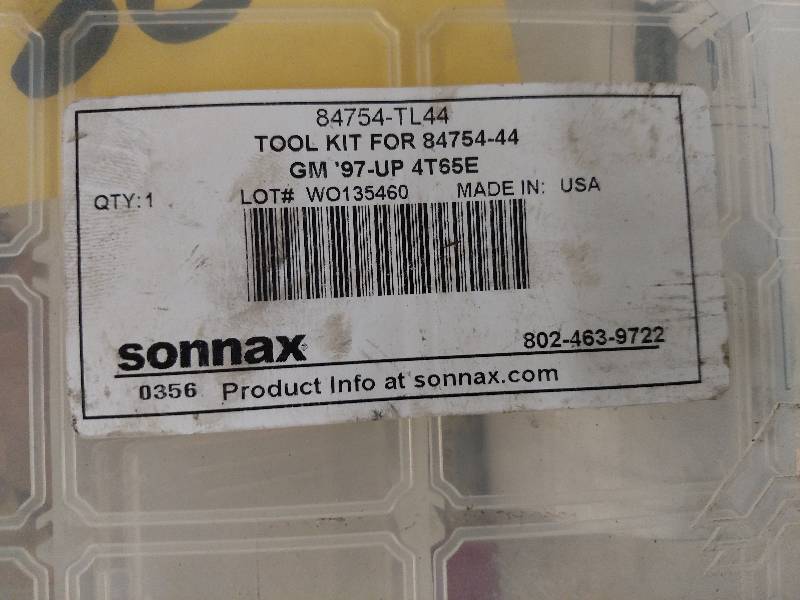 84754-TL44
TOOL KIT FOR 84754-44
GM '97-UP 4T65E
QTY: 1 LOT# WO135460 MADE IN: USA
sonnax 802-463-9722
0356 Product Info at sonnax.com